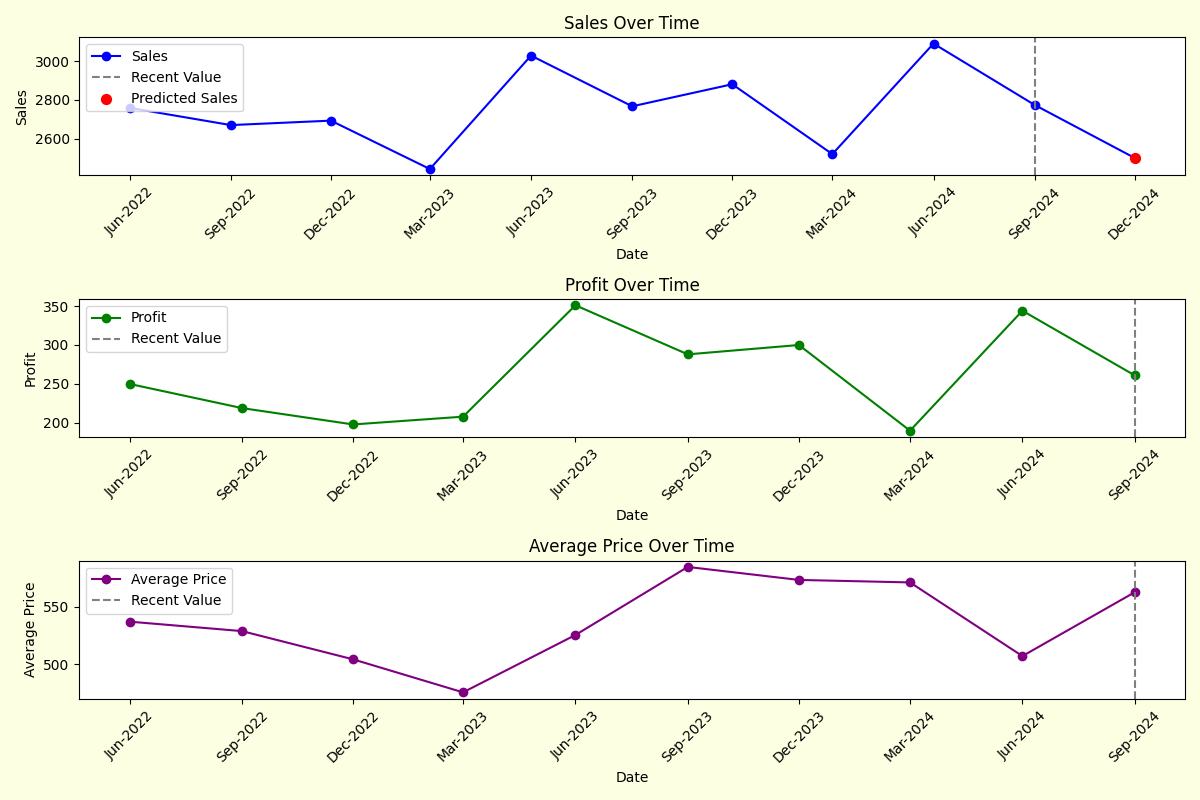 Sales Over Time
Sales
Recent Value
Predicted Sales
Sales
3000
2800
2600
Jun-2022
Sep-2022
Dec-2022
Mar-2023
Jun-2023
Sep-2023
Dec-2023
Mar-2024
Jun-2024
Sep-2024
Dec-2024
Date
Profit Over Time
Profit
Recent Value
Profit
350
300
250
200
Jun-2022
Sep-2022
Dec-2022
Mar-2023
Jun-2023
Sep-2023
Dec-2023
Mar-2024
Jun-2024
Sep-2024
Date
Average Price Over Time
Average Price
Recent Value
Average Price
550
500
Jun-2022
Sep-2022
Dec-2022
Mar-2023
Jun-2023
Sep-2023
Dec-2023
Mar-2024
Jun-2024
Sep-2024
Date